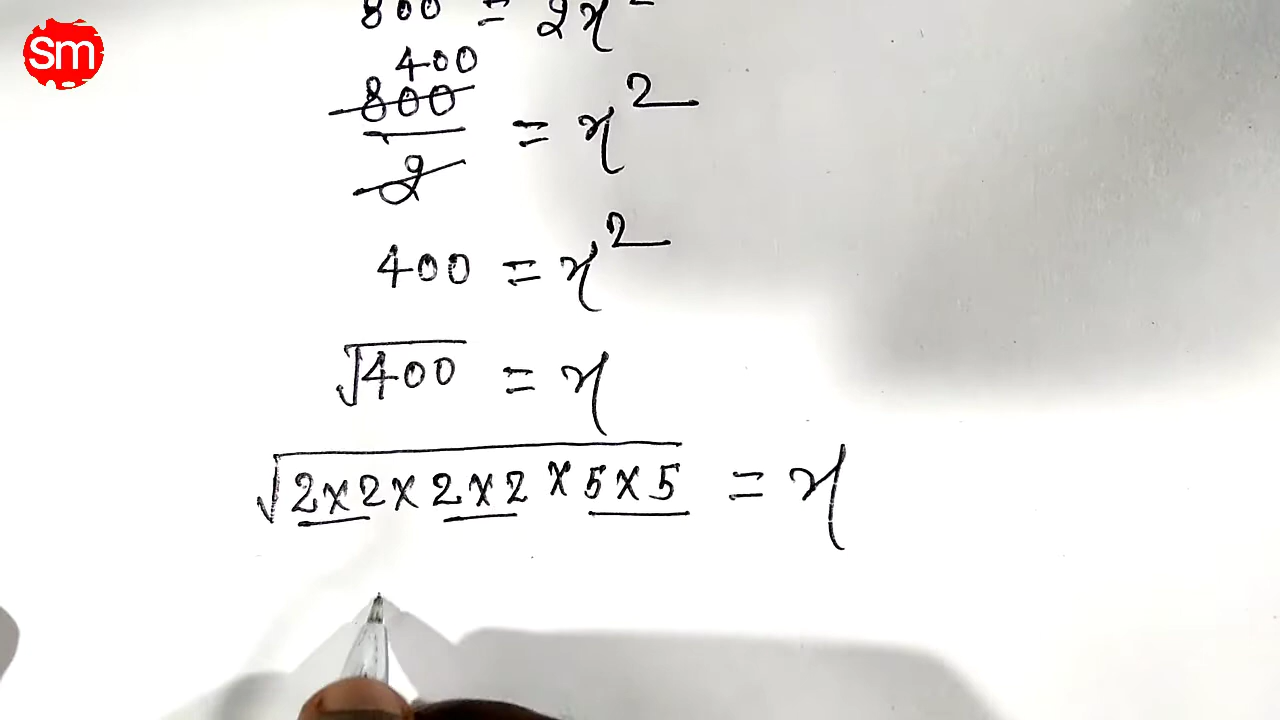 Sm
800 = 2x²
400
800/2 = x²
400 = x²
√400 = x
√2×2×2×2×5×5 = x